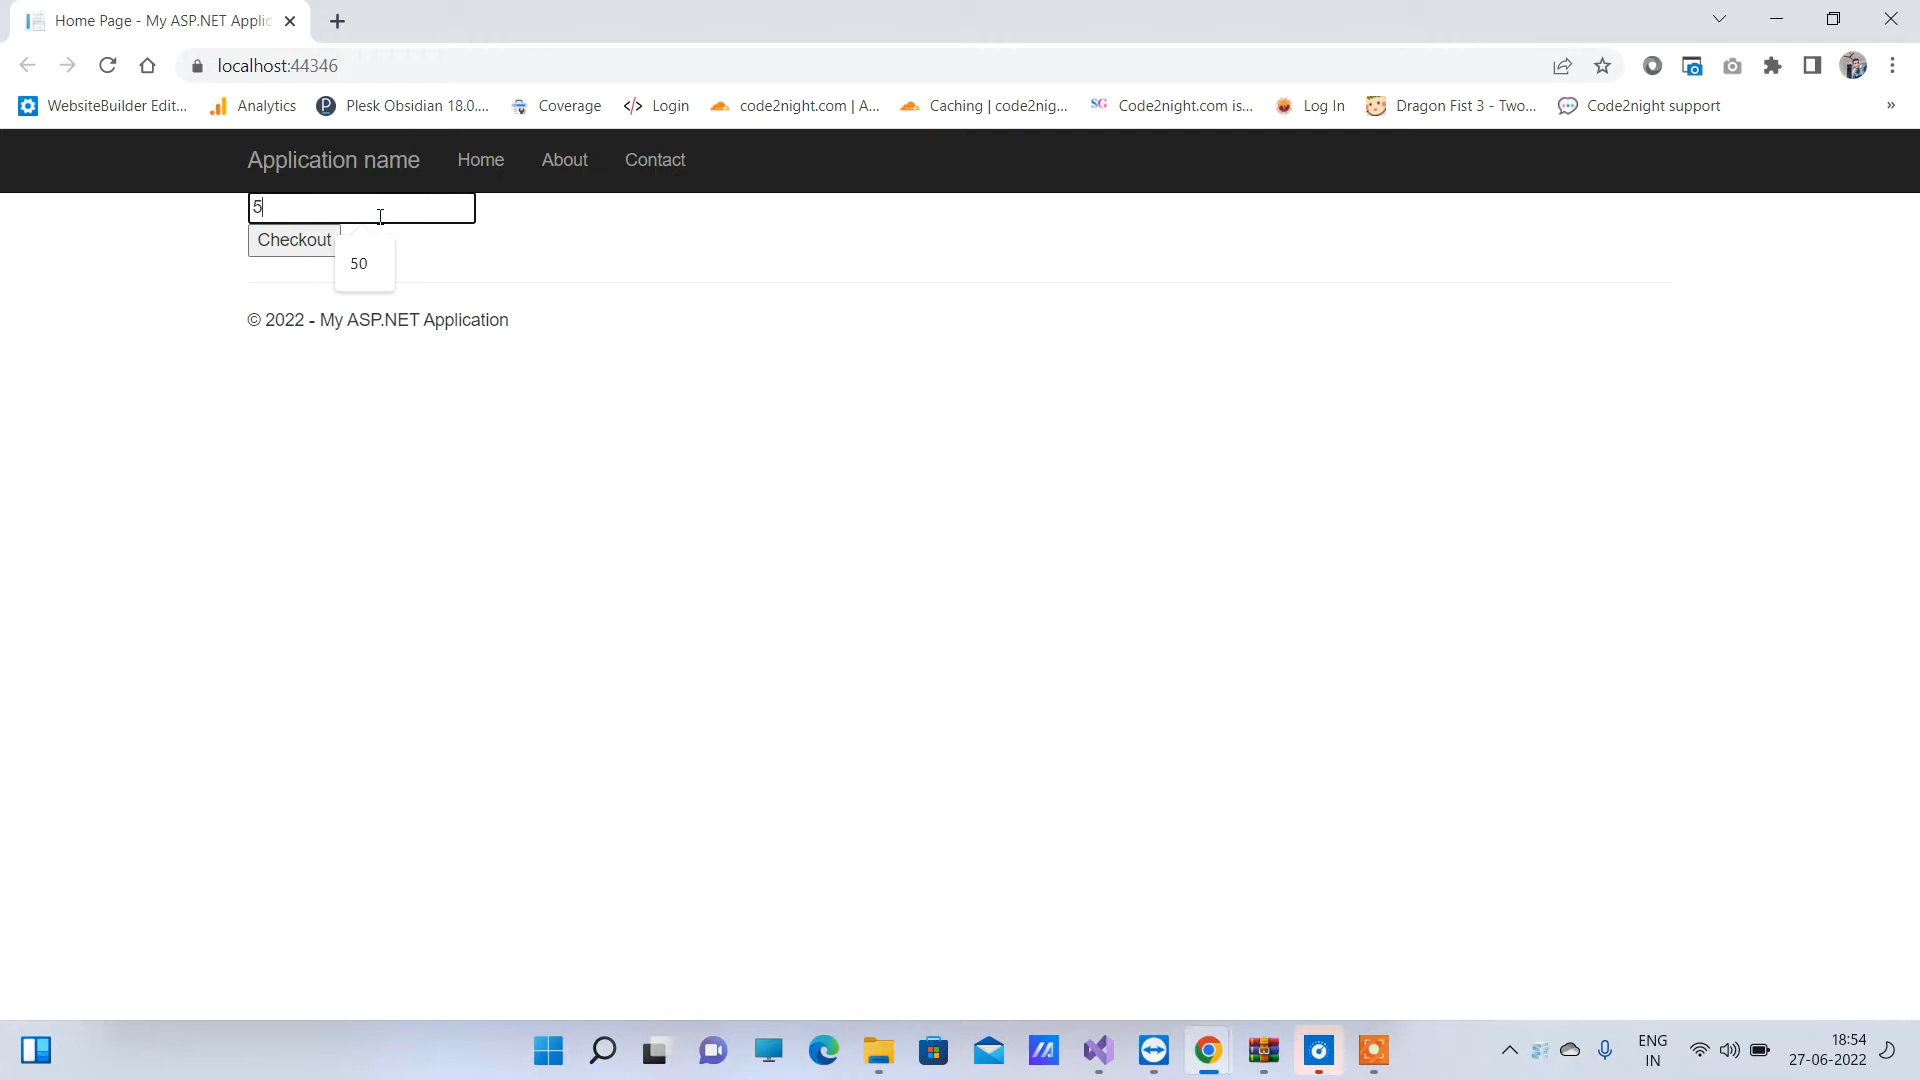 Home Page - My ASP.NET Applic
localhost:44346
WebsiteBuilder Edit...
Analytics
P
Plesk Obsidian 18.0....
Coverage
</> Login
code2night.com | A...
Caching | code2nig...
SG Code2night.com is...
Log In
Dragon Fist 3 - Two...
Code2night support
»
Application name
Home
About
Contact
5
Checkout
50
© 2022 - My ASP.NET Application
ENG
IN
18:54
27-06-2022